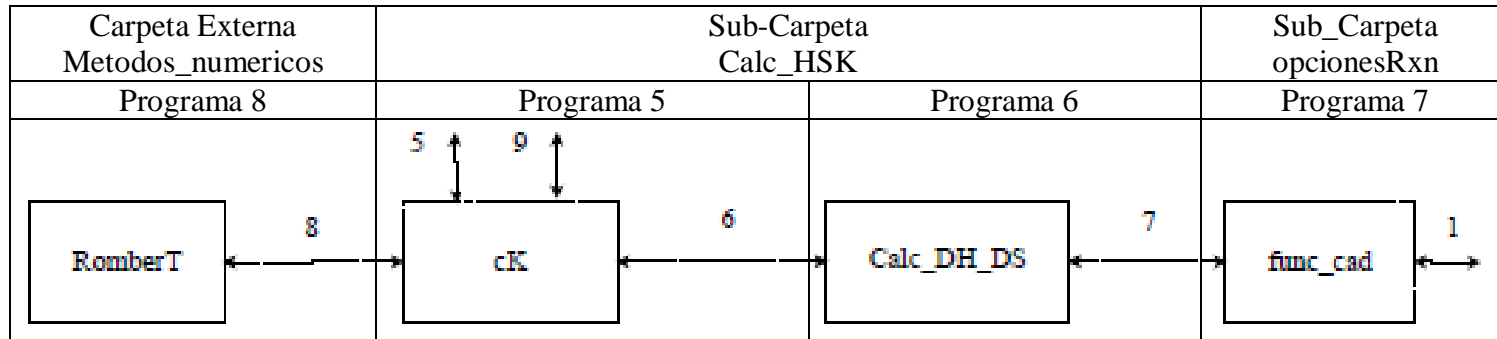 Carpeta Externa
Metodos_numericos
Sub-Carpeta
Calc_HSK
Sub_Carpeta
opcionesRxn
Programa 8
Programa 5
Programa 6
Programa 7
5
9
8
6
7
1
RomberT
cK
Calc_DH_DS
func_cad